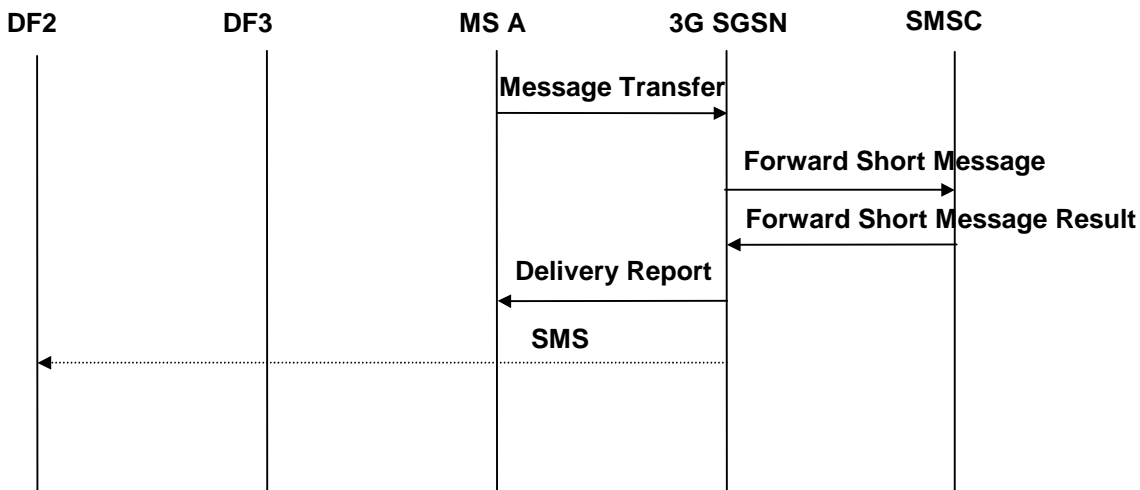 DF2 DF3 MS A 3G SGSN SMSC
Message Transfer
Forward Short Message
Forward Short Message Result
Delivery Report
SMS